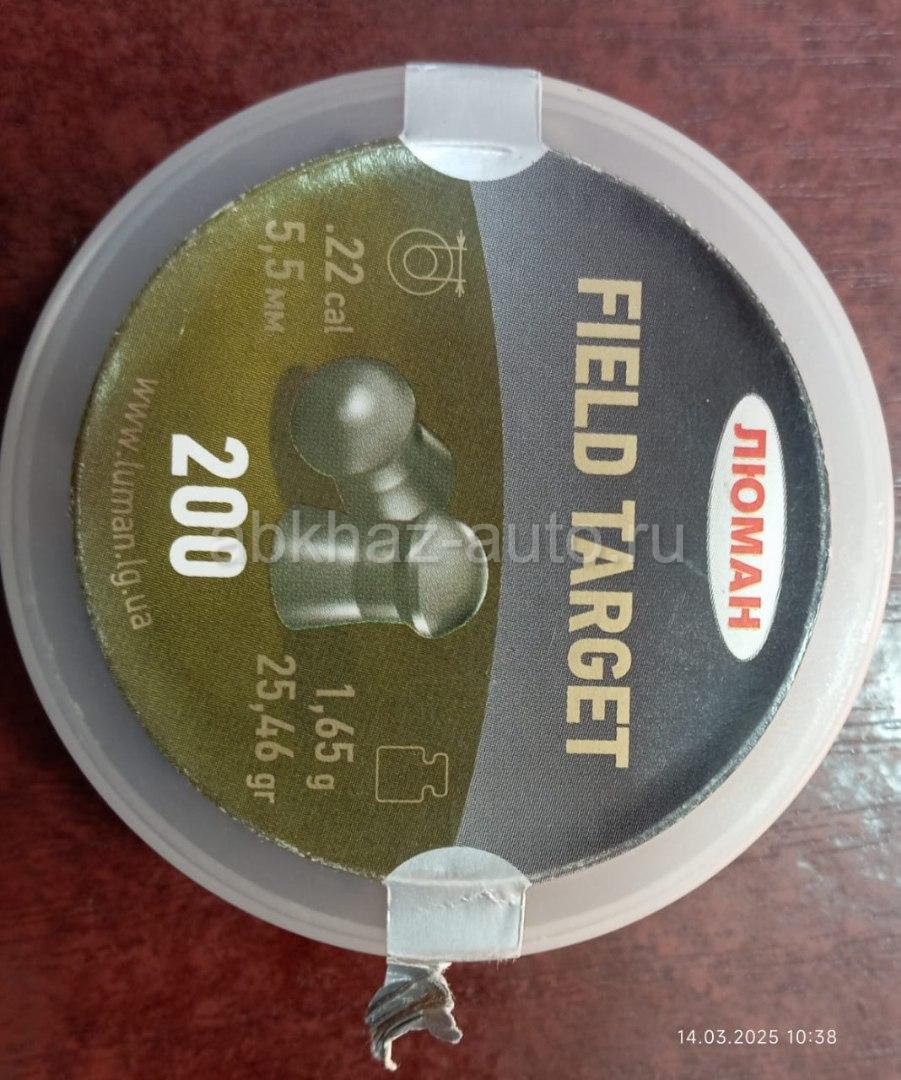 ЛЮМАН
FIELD TARGET
.22 cal
5,5 мм
1,65 g
25,46 gr
200
www.luman.lg.ua
abkhaz-auto.ru
14.03.2025 10:38